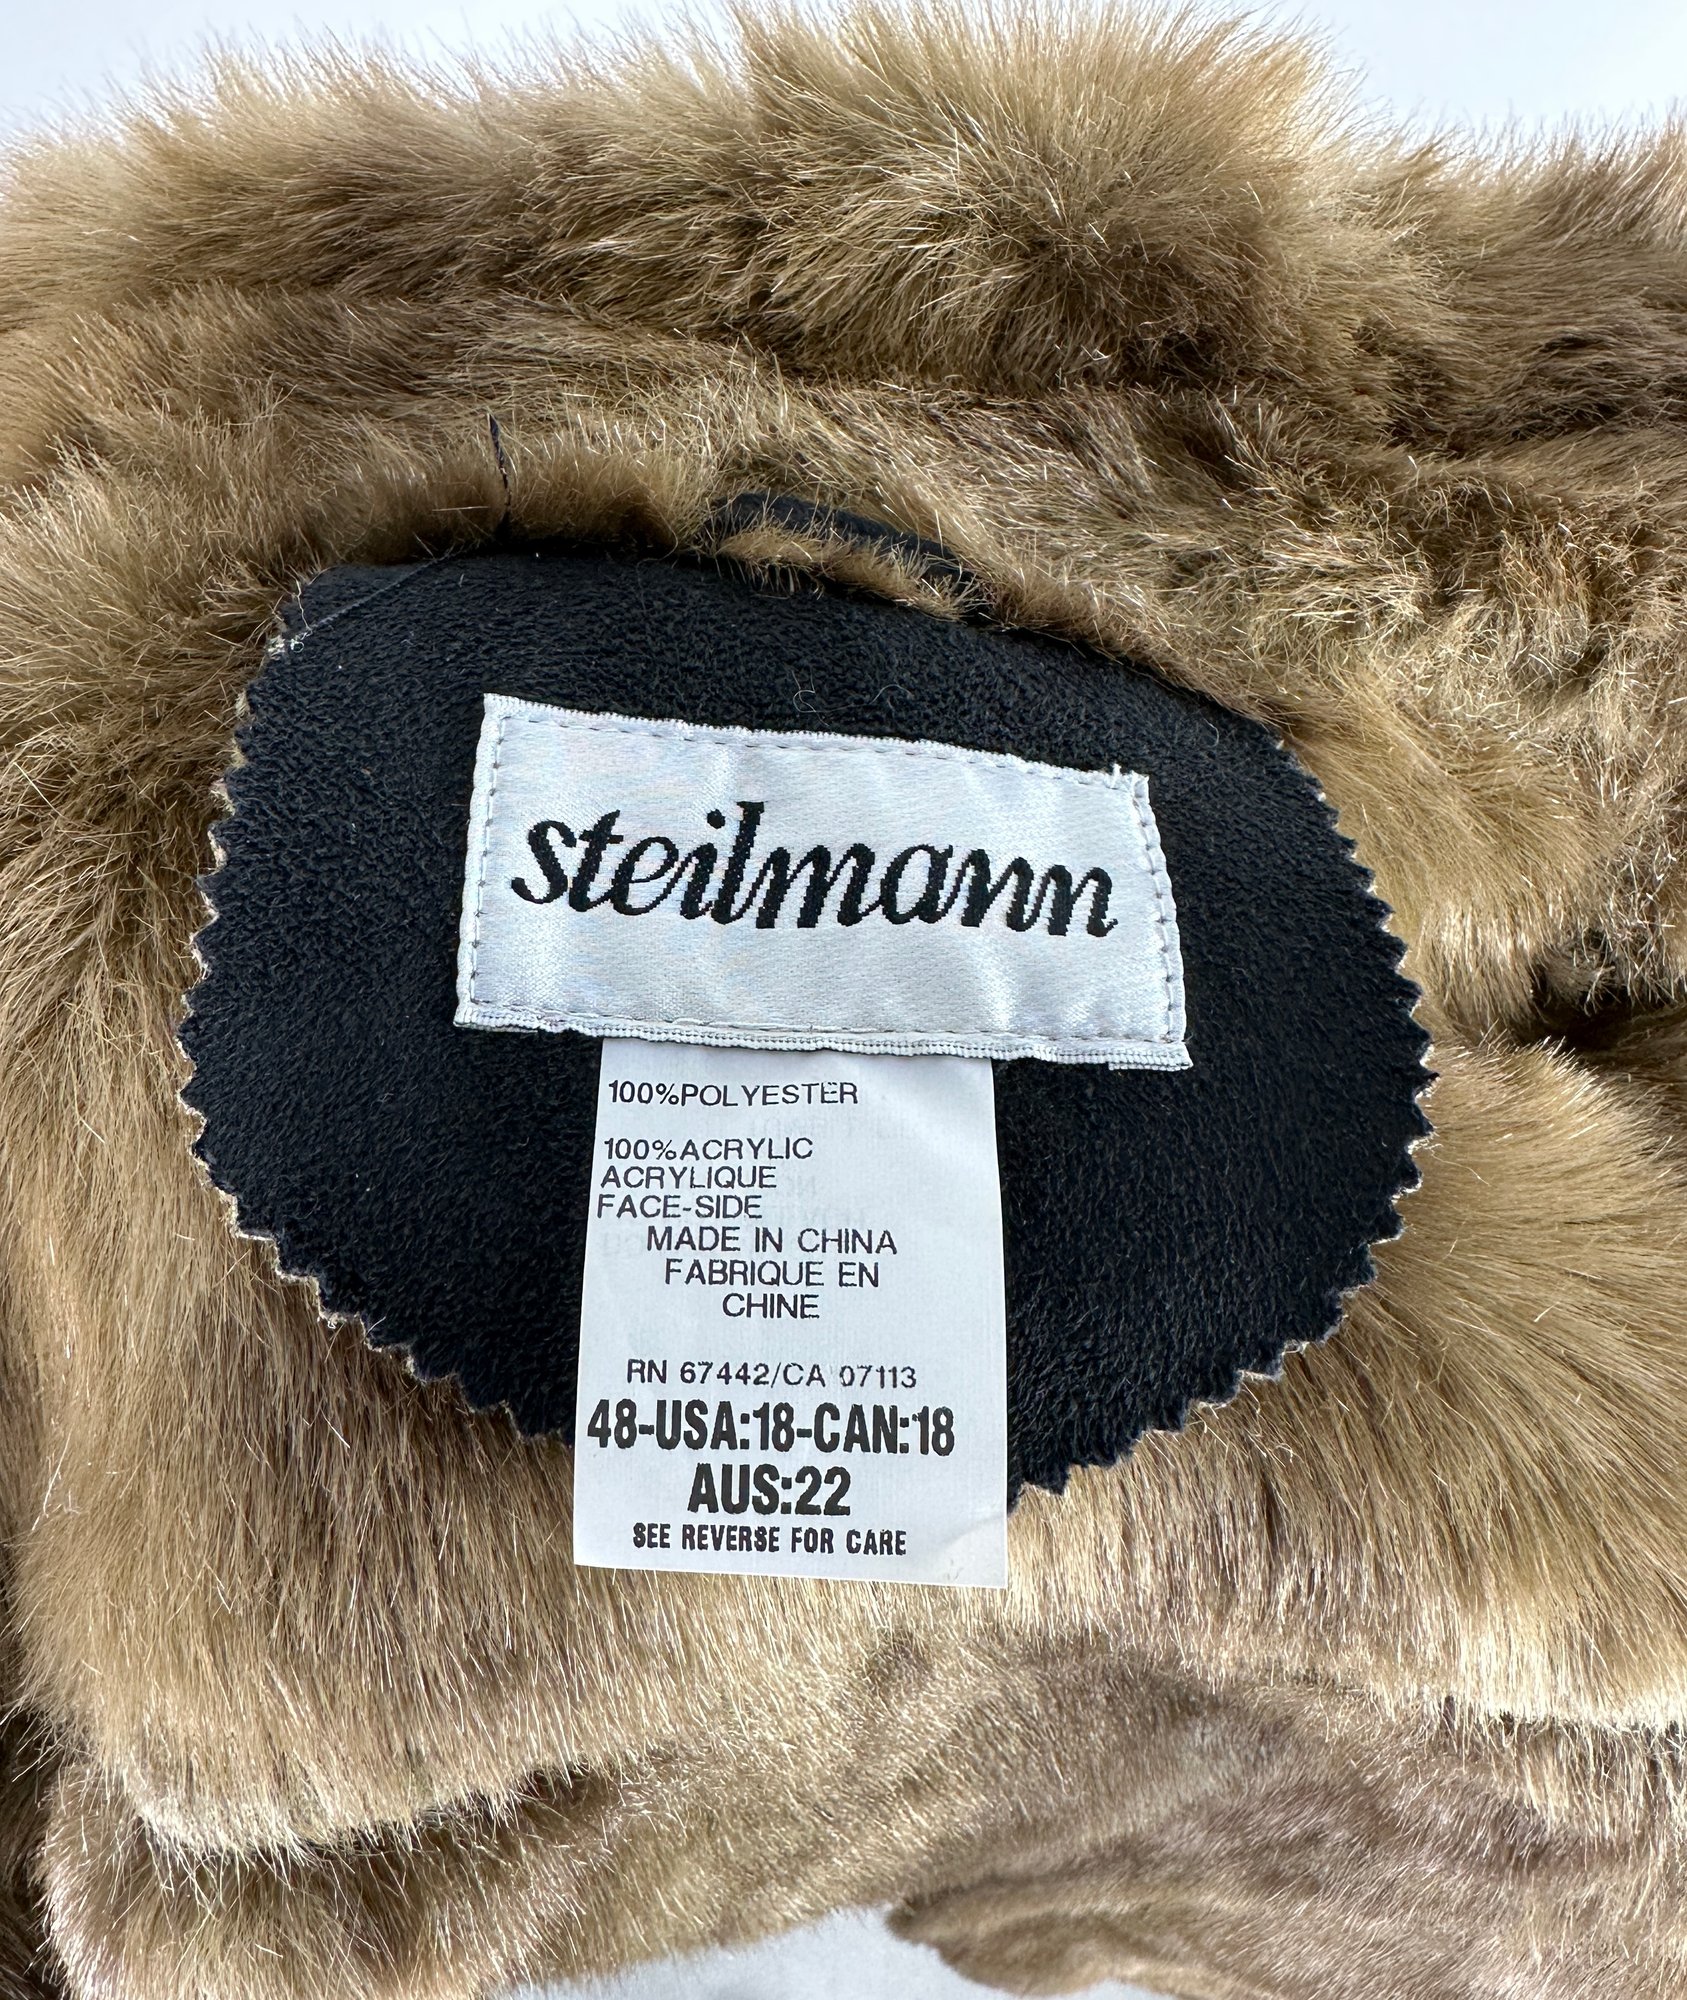 steilmann
100%POLYESTER
100%ACRYLIC
ACRYLIQUE
FACE-SIDE
MADE IN CHINA
FABRIQUE EN
CHINE
RN 67442/CA 07113
48-USA:18-CAN:18
AUS:22
SEE REVERSE FOR CARE